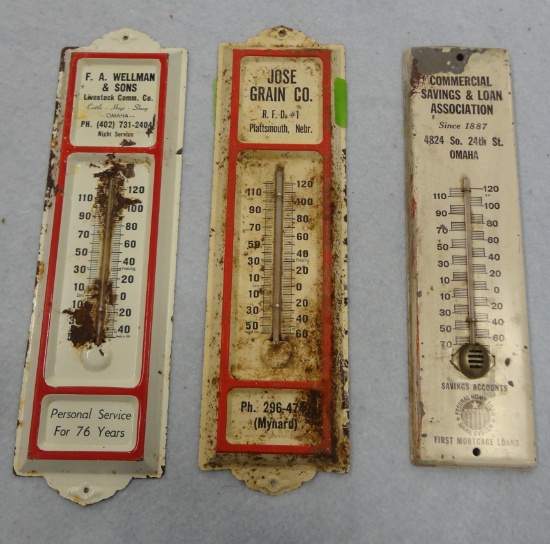 F. A. WELLMAN
& SONS
Livestock Comm. Co.
Cattle - Hogs - Sheep
OMAHA
PH. (402) 731-2404
Night Service
120
110
100
90
80
70
60
50
40
30
20
10
0
10
20
30
40
Personal Service
For 76 Years
JOSE
GRAIN CO.
R. F. D. #1
Plattsmouth, Nebr.
120
110
100
90
80
70
60
50
40
30
Freezing
20
10
Zero
0
10
20
30
40
50
60
Ph. 296-47
(Mynard)
COMMERCIAL
SAVINGS & LOAN
ASSOCIATION
Since 1887
4824 So. 24th St.
OMAHA
120
110
100
90
80
70
60
50
40
30
20
10
0
10
20
30
40
50
60
70
SAVINGS ACCOUNTS
FEDERAL HOME
FIRST MORTGAGE LOANS